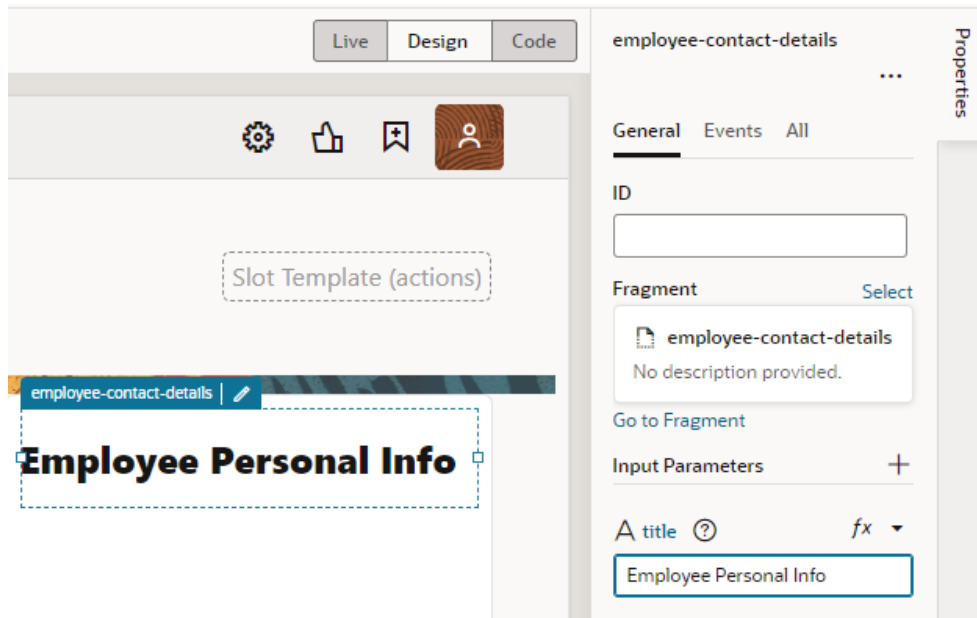 Live Design Code
Slot Template (actions)
employee-contact-details
Employee Personal Info
employee-contact-details
...
General Events All
ID
Fragment Select
employee-contact-details
No description provided.
Go to Fragment
Input Parameters +
A title ? fx
Employee Personal Info
Properties